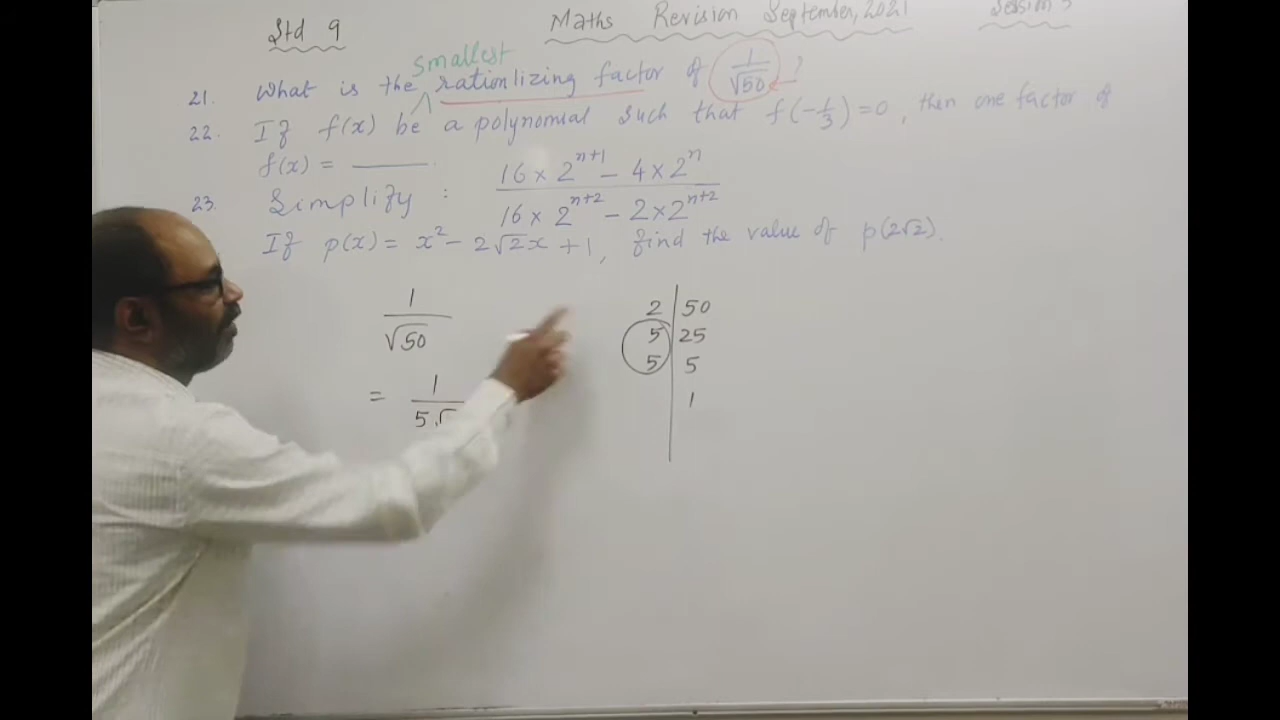 Std 9
Maths Revision September, 2021
smallest
21. What is the rationlizing factor of 1/√50 ?
22. If f(x) be a polynomial such that f(-1/3) = 0, then one factor of
f(x) = ______.
23. Simplify : (16 × 2^(n+1) - 4 × 2^n) / (16 × 2^(n+2) - 2 × 2^(n+2))
If p(x) = x² - 2√2x + 1, find the value of p(2√2).
1/√50
= 1/5√
2 | 50
5 | 25
5 | 5
| 1